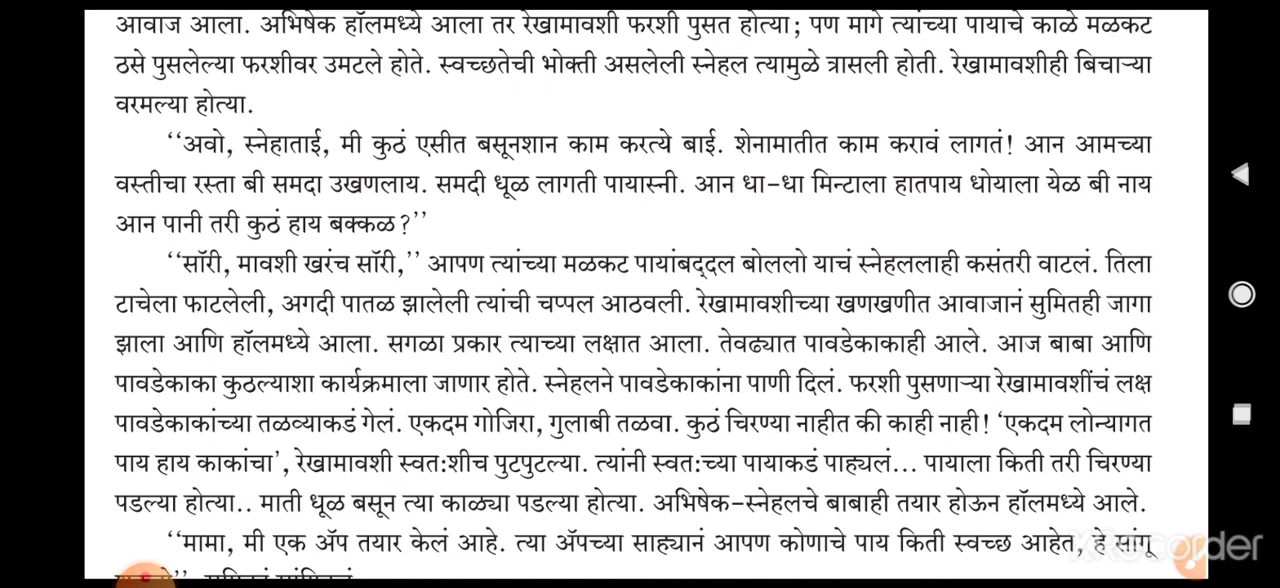 आवाज आला. अभिषेक हॉलमध्ये आला तर रेखामावशी फरशी पुसत होत्या; पण मागे त्यांच्या पायाचे काळे मळकट
ठसे पुसलेल्या फरशीवर उमटले होते. स्वच्छतेची भोक्ती असलेली स्नेहल त्यामुळे त्रासली होती. रेखामावशीही बिचाऱ्या
वरमल्या होत्या.
‘‘अवो, स्नेहाताई, मी कुठं एसीत बसूनशान काम करत्ये बाई. शेनामातीत काम करावं लागतं! आन आमच्या
वस्तीचा रस्ता बी समदा उखणलाय. समदी धूळ लागती पायास्नी. आन धा-धा मिन्टाला हातपाय धोयाला येळ बी नाय
आन पानी तरी कुठं हाय बक्कळ?’’
‘‘सॉरी, मावशी खरंच सॉरी,’’ आपण त्यांच्या मळकट पायांबद्‌दल बोललो याचं स्नेहललाही कसंतरी वाटलं. तिला
टाचेला फाटलेली, अगदी पातळ झालेली त्यांची चप्पल आठवली. रेखामावशीच्या खणखणीत आवाजानं सुमितही जागा
झाला आणि हॉलमध्ये आला. सगळा प्रकार त्याच्या लक्षात आला. तेवढ्यात पावडेकाकाही आले. आज बाबा आणि
पावडेकाका कुठल्याशा कार्यक्रमाला जाणार होते. स्नेहलने पावडेकाकांना पाणी दिलं. फरशी पुसणाऱ्या रेखामावशींचं लक्ष
पावडेकाकांच्या तळव्याकडं गेलं. एकदम गोजिरा, गुलाबी तळवा. कुठं चिरण्या नाहीत की काही नाही! ‘एकदम लोन्यागत
पाय हाय काकांचा’, रेखामावशी स्वतःशीच पुटपुटल्या. त्यांनी स्वतःच्या पायाकडं पाह्यलं... पायाला किती तरी चिरण्या
पडल्या होत्या.. माती धूळ बसून त्या काळ्या पडल्या होत्या. अभिषेक-स्नेहलचे बाबाही तयार होऊन हॉलमध्ये आले.
‘‘मामा, मी एक ॲप तयार केलं आहे. त्या ॲपच्या साह्यानं आपण कोणाचे पाय किती स्वच्छ आहेत, हे सांगू